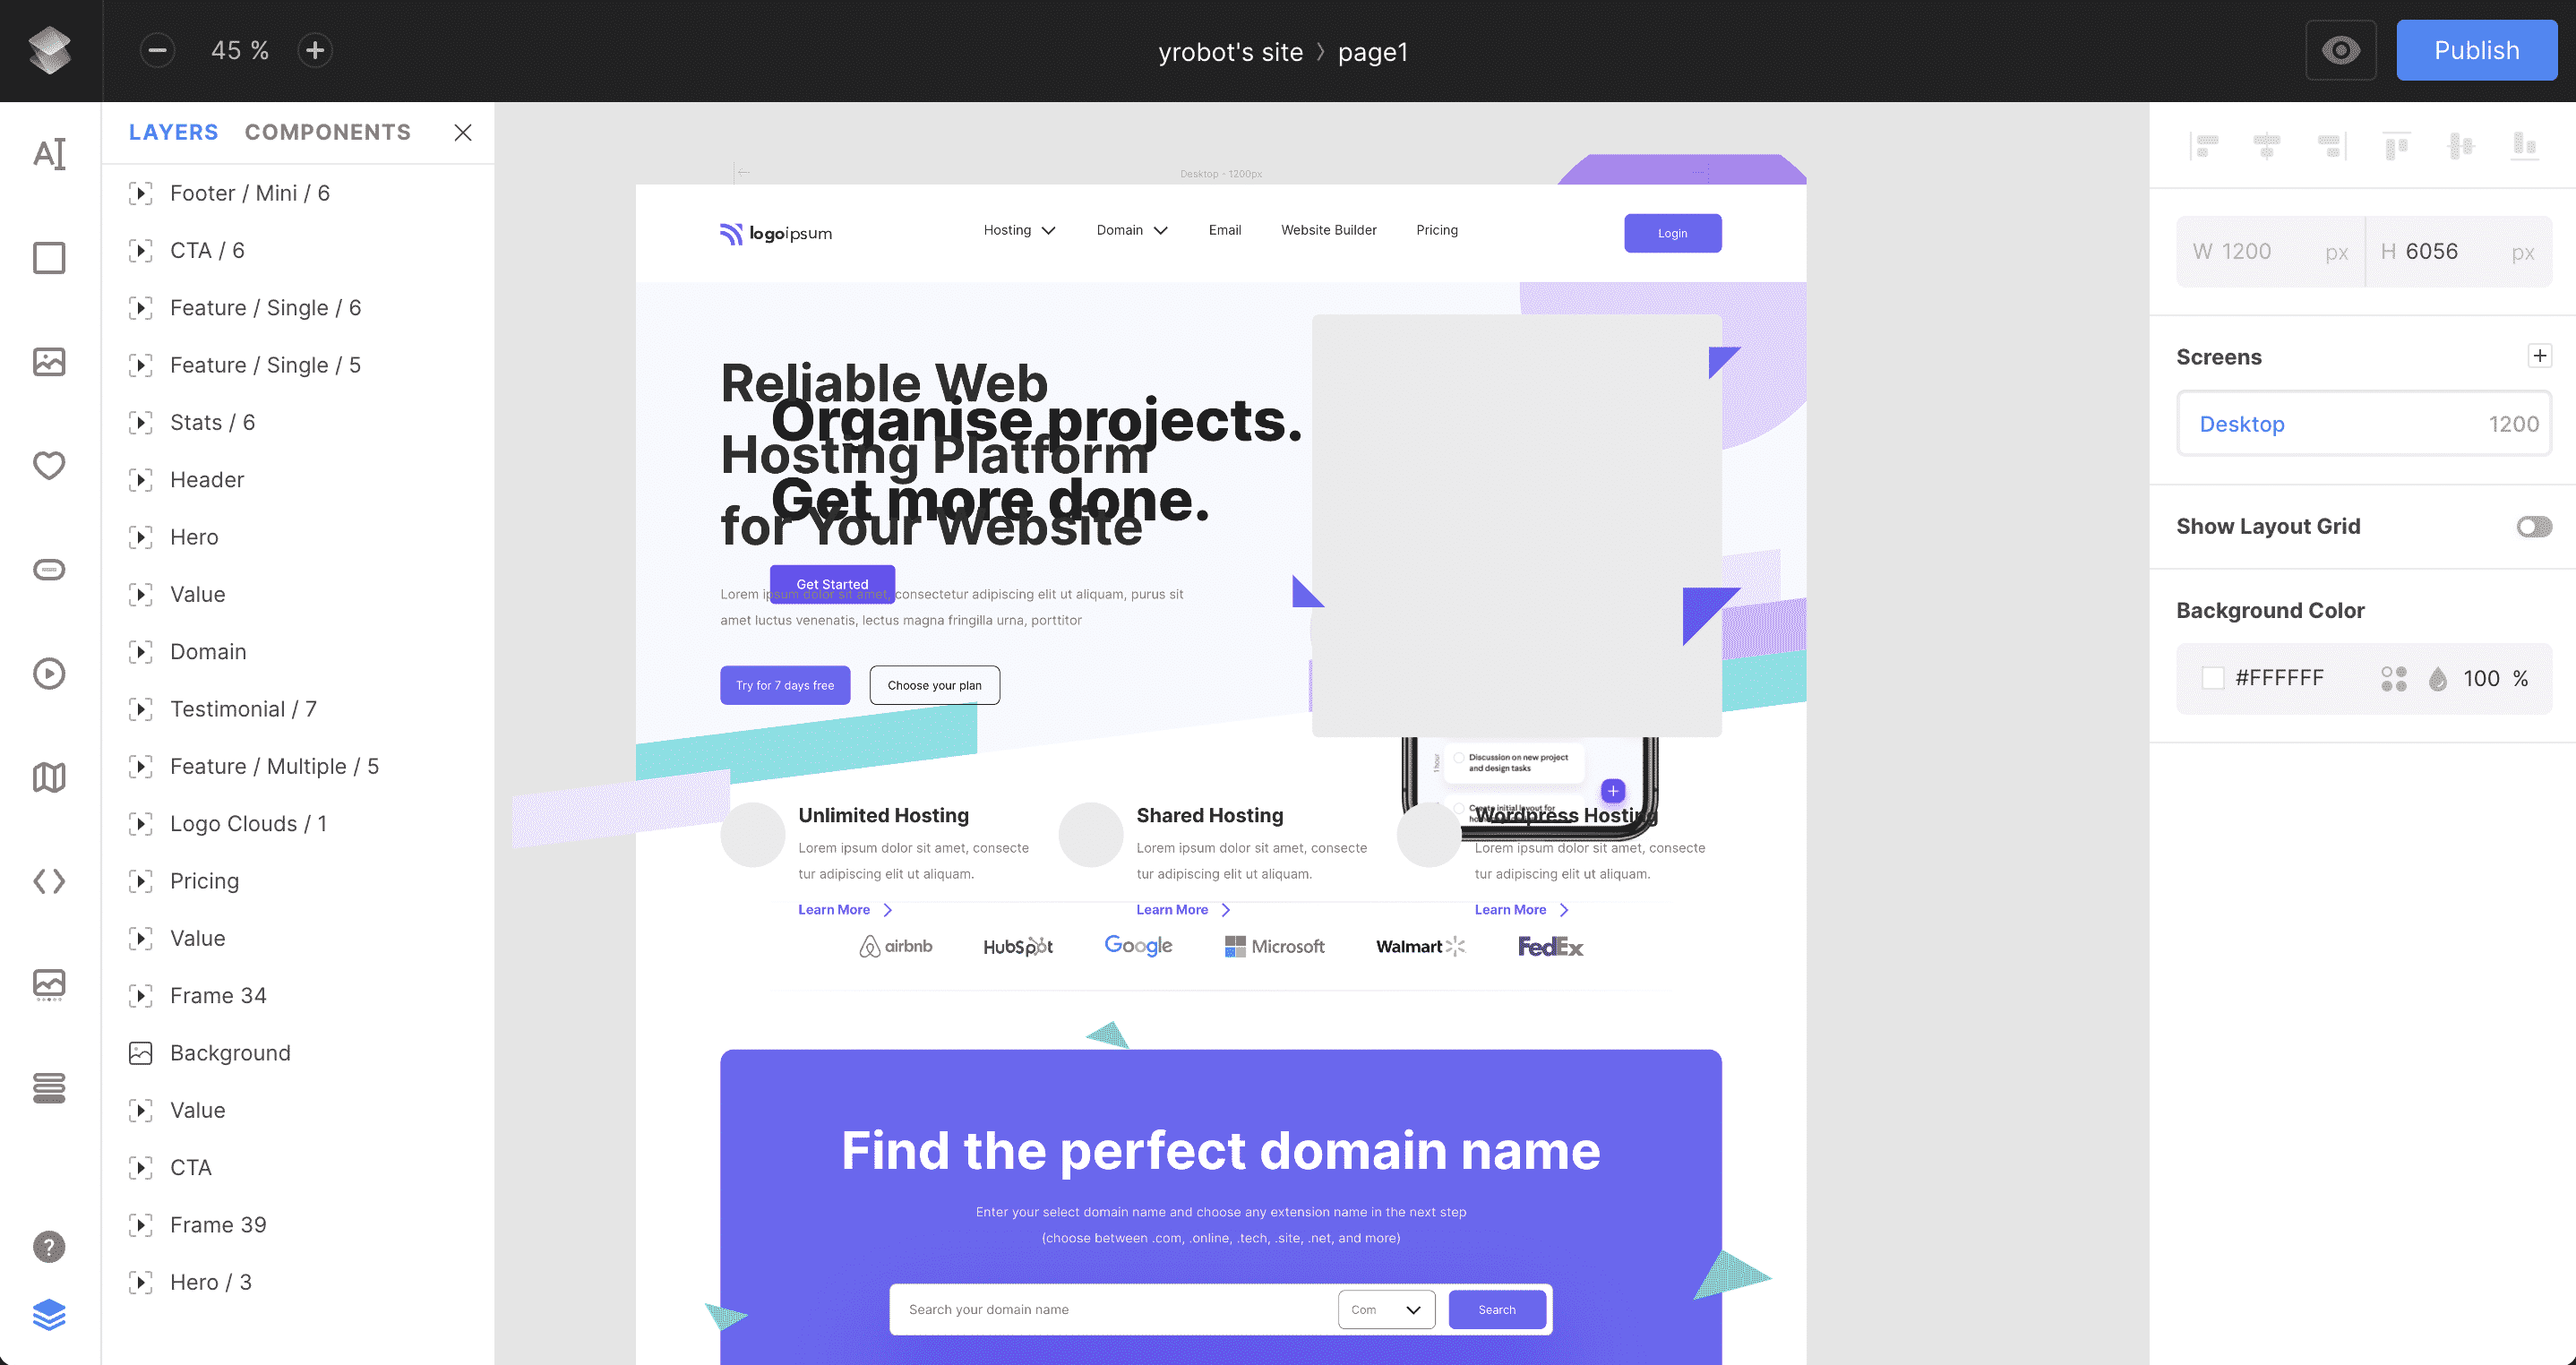 45 %
yrobot's site › page1
Publish
AI
LAYERS COMPONENTS
Footer / Mini / 6
CTA / 6
Feature / Single / 6
Feature / Single / 5
Stats / 6
Header
Hero
Value
Domain
Testimonial / 7
Feature / Multiple / 5
Logo Clouds / 1
Pricing
Value
Frame 34
Background
Value
CTA
Frame 39
Hero / 3
Desktop - 1200px
logoipsum
Hosting
Domain
Email
Website Builder
Pricing
Login
Reliable Web
Hosting Platform
for Your Website
Organise projects.
Get more done.
Get Started
Lorem ipsum dolor sit amet, consectetur adipiscing elit ut aliquam, purus sit
amet luctus venenatis, lectus magna fringilla urna, porttitor
Try for 7 days free
Choose your plan
1 hour
Discussion on new project
and design tasks
Create initial layout for
Unlimited Hosting
Lorem ipsum dolor sit amet, consecte
tur adipiscing elit ut aliquam.
Learn More
Shared Hosting
Lorem ipsum dolor sit amet, consecte
tur adipiscing elit ut aliquam.
Learn More
Wordpress Hosting
Lorem ipsum dolor sit amet, consecte
tur adipiscing elit ut aliquam.
Learn More
airbnb
HubSpot
Google
Microsoft
Walmart
FedEx
Find the perfect domain name
Enter your select domain name and choose any extension name in the next step
(choose between .com, .online, .tech, .site, .net, and more)
Search your domain name
Com
Search
W 1200 px
H 6056 px
Screens
Desktop 1200
Show Layout Grid
Background Color
#FFFFFF 100 %